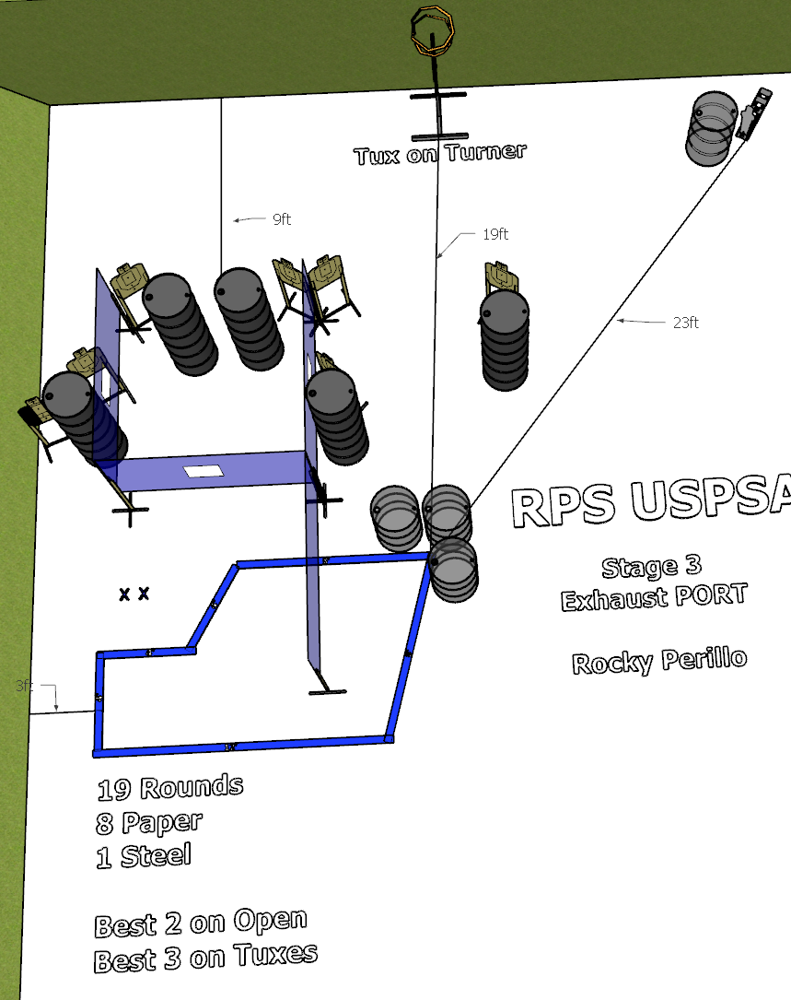 Tux on Turner
9ft
19ft
23ft
RPS USPSA
Stage 3
Exhaust PORT
Rocky Perillo
X X
3ft
19 Rounds
8 Paper
1 Steel
Best 2 on Open
Best 3 on Tuxes